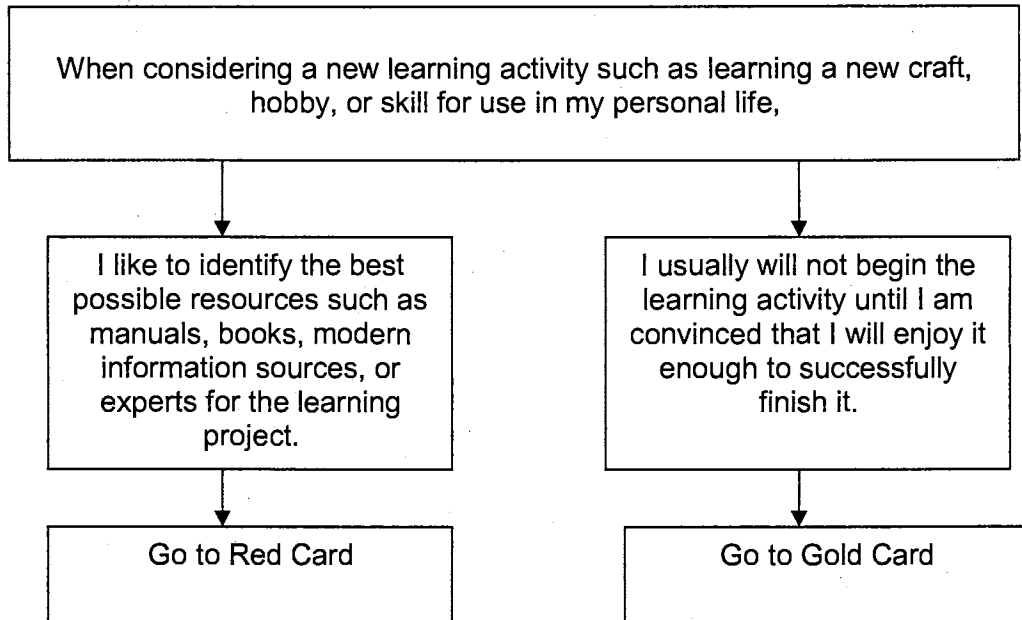 When considering a new learning activity such as learning a new craft,
hobby, or skill for use in my personal life,
I like to identify the best
possible resources such as
manuals, books, modern
information sources, or
experts for the learning
project.
I usually will not begin the
learning activity until I am
convinced that I will enjoy it
enough to successfully
finish it.
Go to Red Card
Go to Gold Card